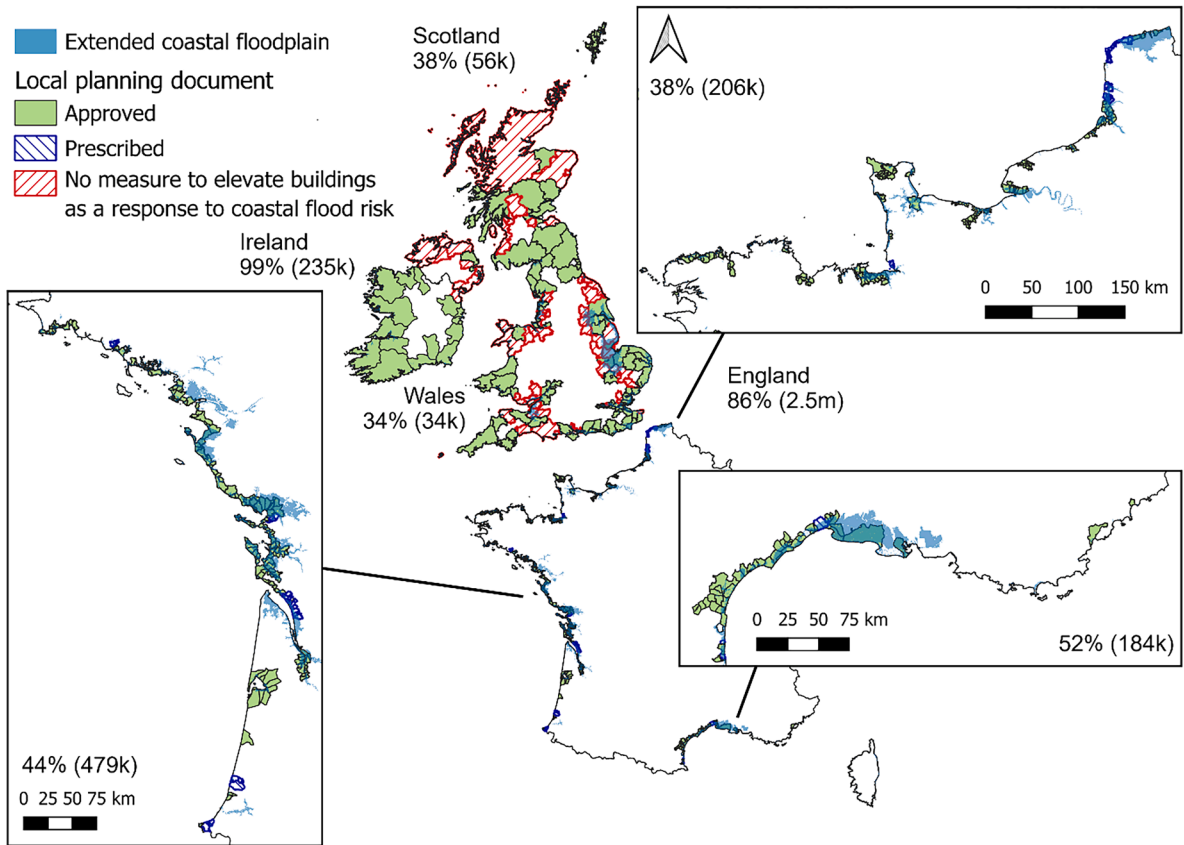 Extended coastal floodplain
Local planning document
Approved
Prescribed
No measure to elevate buildings
as a response to coastal flood risk
Scotland
38% (56k)
Ireland
99% (235k)
Wales
34% (34k)
England
86% (2.5m)
38% (206k)
0 50 100 150 km
44% (479k)
0 25 50 75 km
0 25 50 75 km
52% (184k)